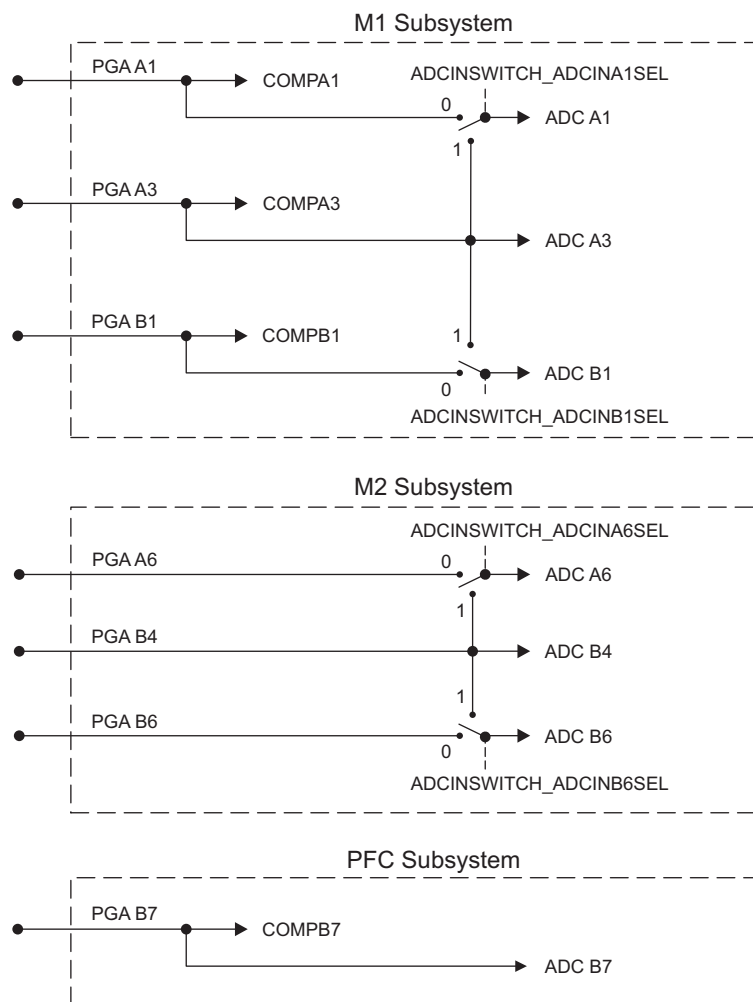 M1 Subsystem
PGA A1
COMPA1
ADCINSWITCH_ADCINA1SEL
0
ADC A1
1
PGA A3
COMPA3
ADC A3
PGA B1
COMPB1
1
ADC B1
0
ADCINSWITCH_ADCINB1SEL
M2 Subsystem
ADCINSWITCH_ADCINA6SEL
PGA A6
0
ADC A6
1
PGA B4
ADC B4
1
PGA B6
ADC B6
0
ADCINSWITCH_ADCINB6SEL
PFC Subsystem
PGA B7
COMPB7
ADC B7